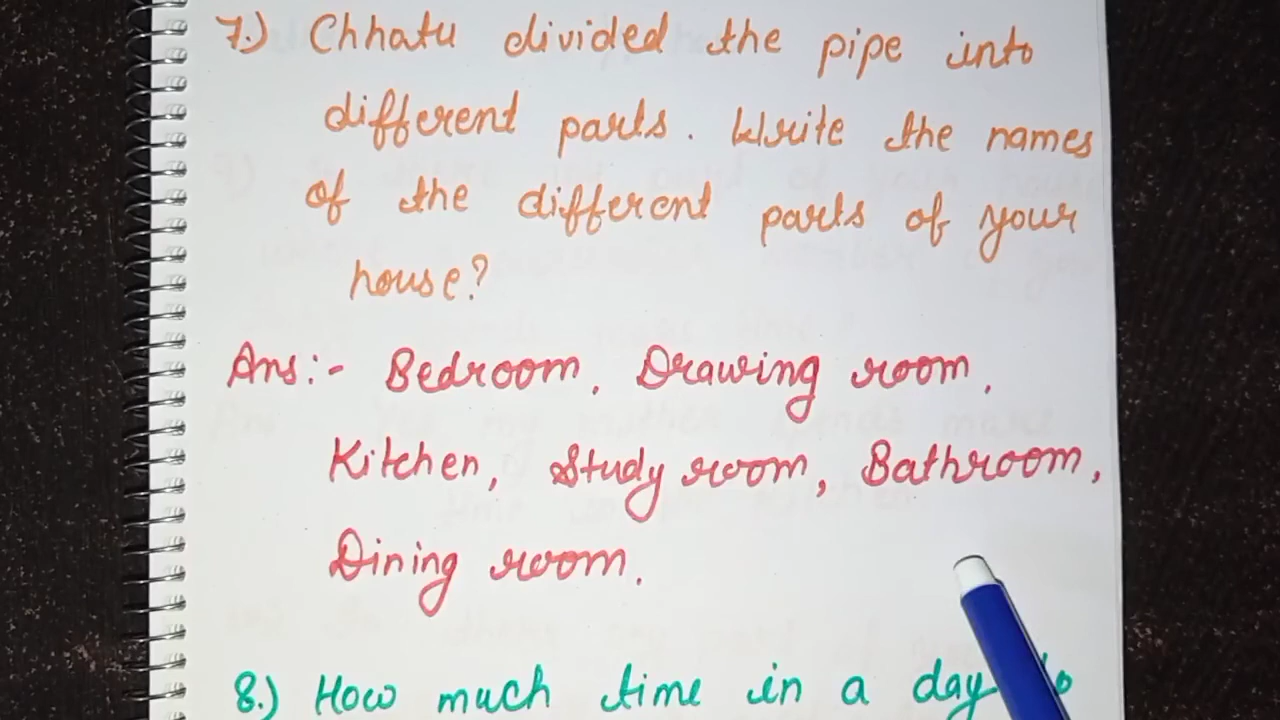 7.) Chhatu divided the pipe into
different parts. Write the names
of the different parts of your
house?
Ans:- Bedroom, Drawing room,
Kitchen, Study room, Bathroom,
Dining room.
8.) How much time in a day